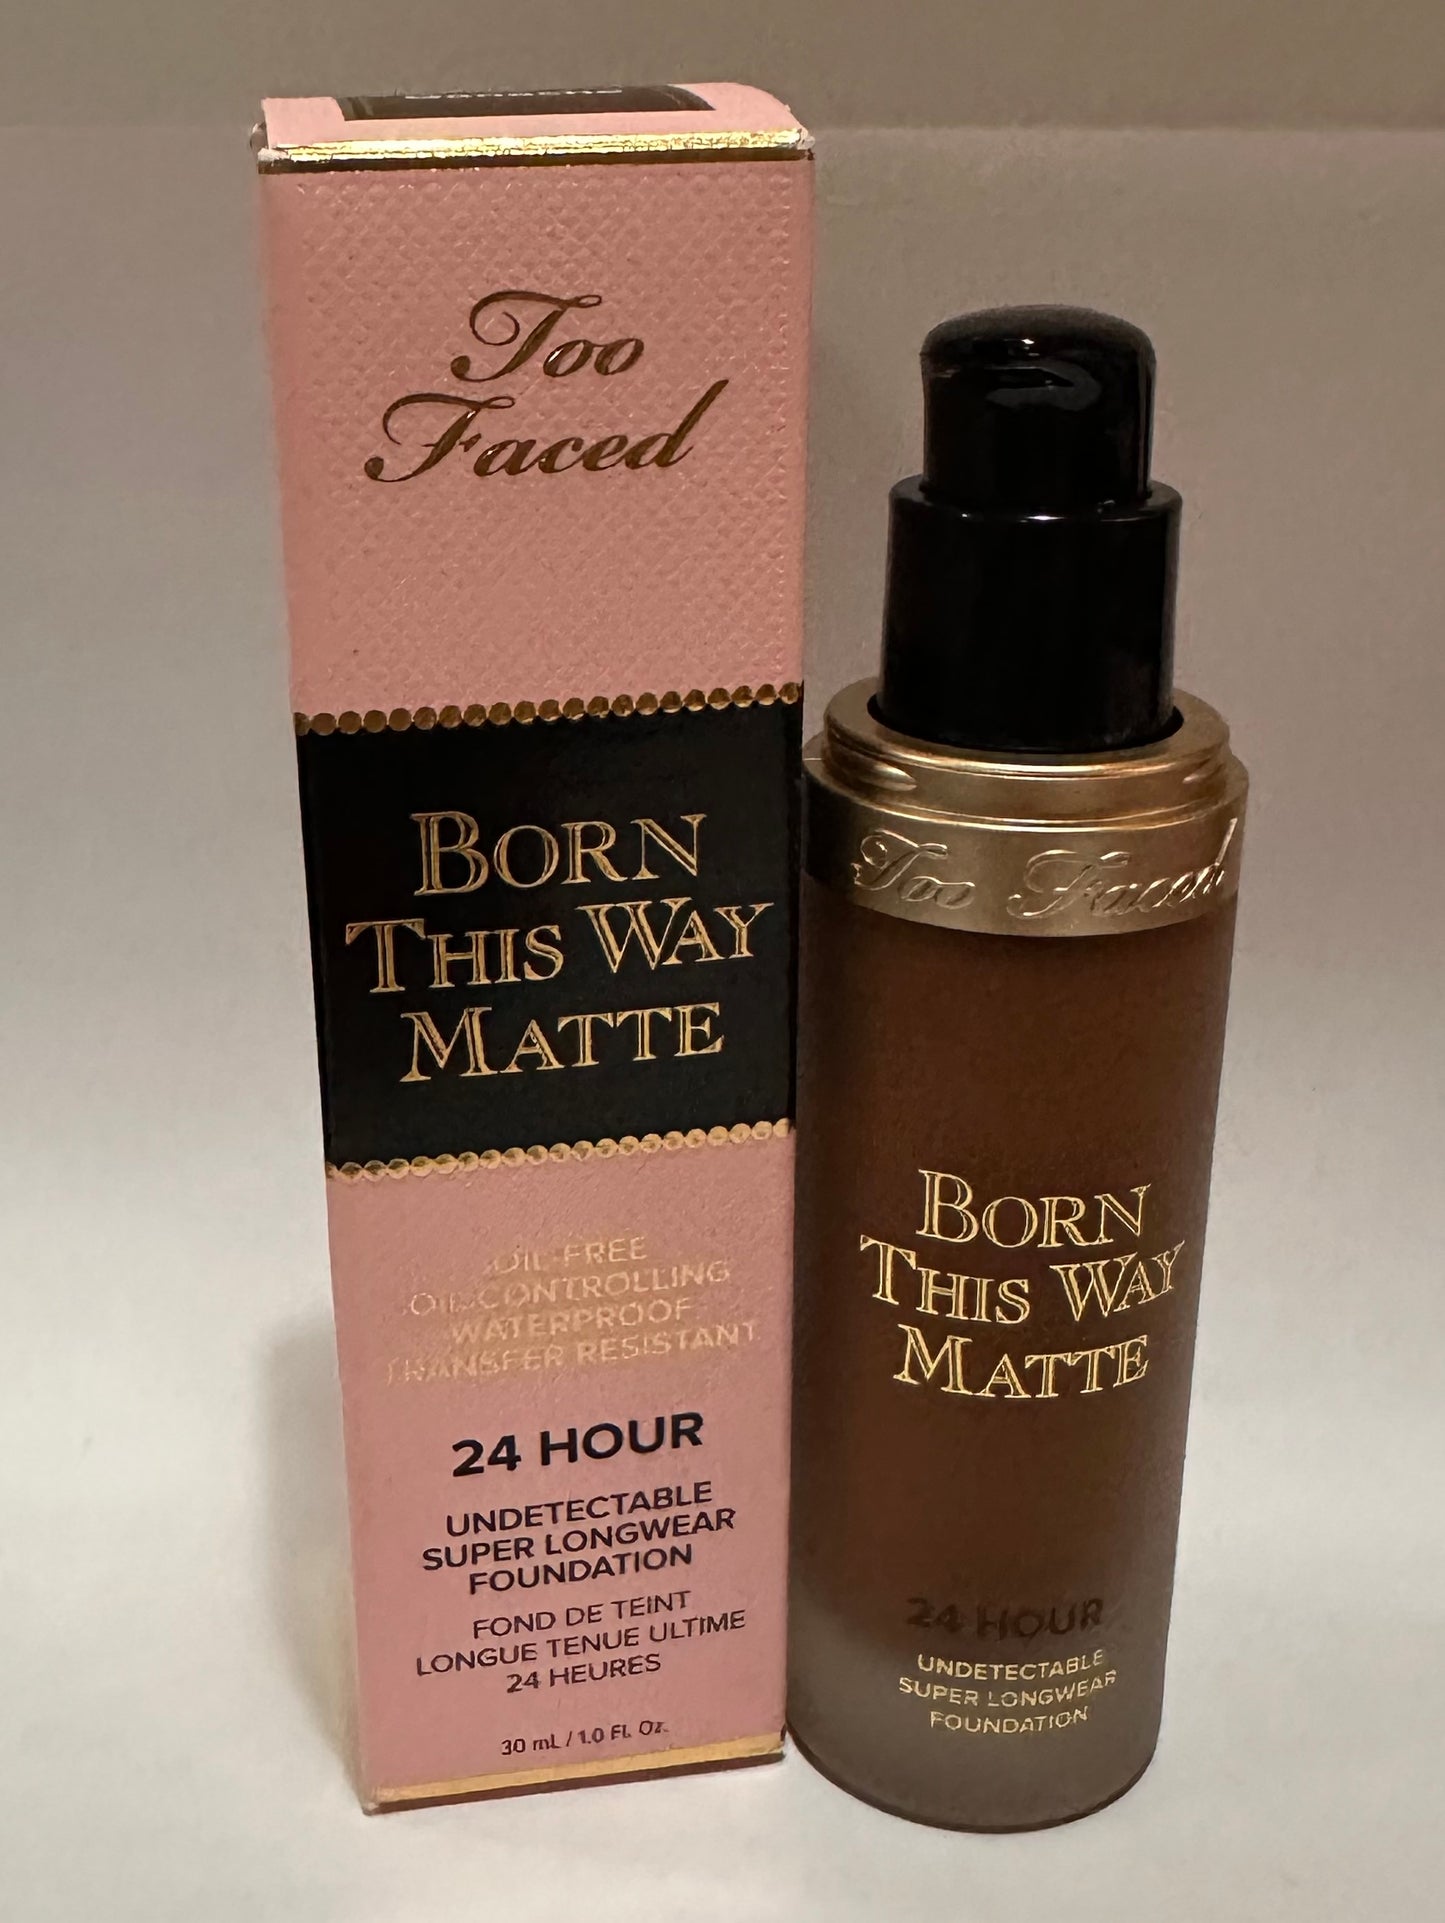 Too
Faced
BORN
THIS WAY
MATTE
OIL-FREE
OIL-CONTROLLING
WATERPROOF
TRANSFER RESISTANT
24 HOUR
UNDETECTABLE
SUPER LONGWEAR
FOUNDATION
FOND DE TEINT
LONGUE TENUE ULTIME
24 HEURES
30 mL / 1.0 FL Oz.
Too Faced
BORN
THIS WAY
MATTE
24 HOUR
UNDETECTABLE
SUPER LONGWEAR
FOUNDATION